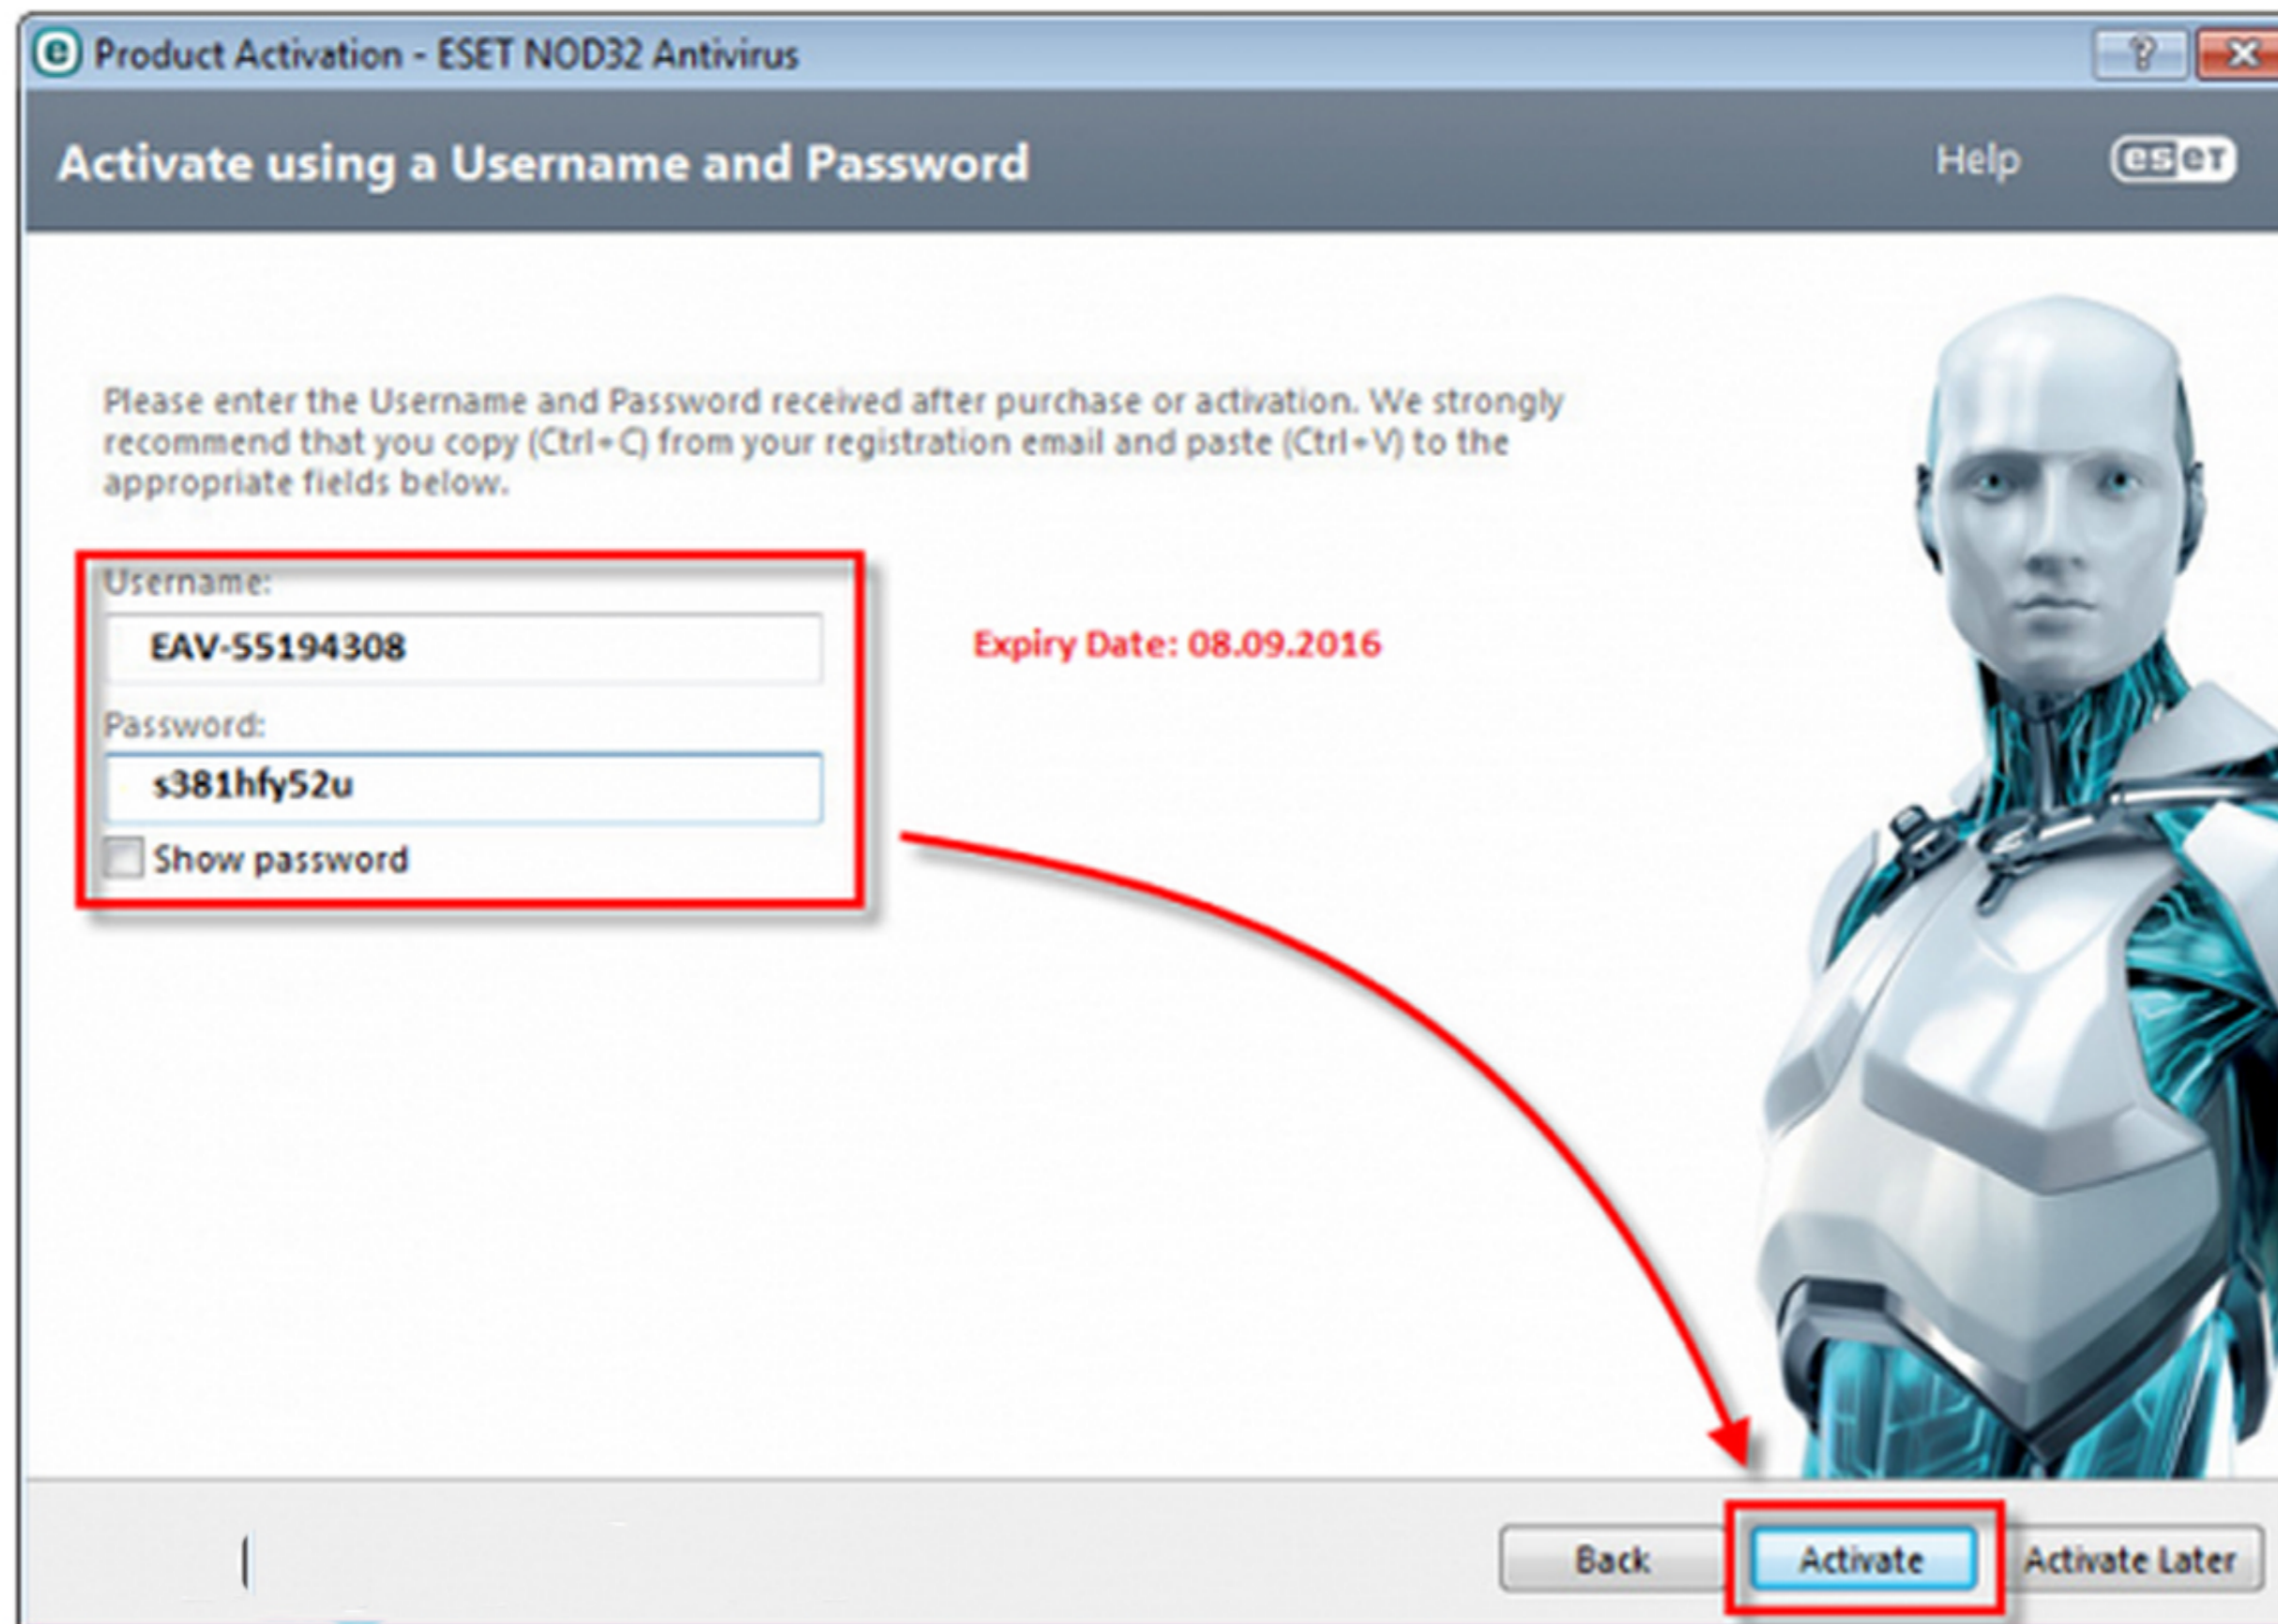 Product Activation - ESET NOD32 Antivirus
?
Activate using a Username and Password
Help
eset
Please enter the Username and Password received after purchase or activation. We strongly
recommend that you copy (Ctrl+C) from your registration email and paste (Ctrl+V) to the
appropriate fields below.
Username:
EAV-55194308
Expiry Date: 08.09.2016
Password:
s381hfy52u
Show password
Back
Activate
Activate Later